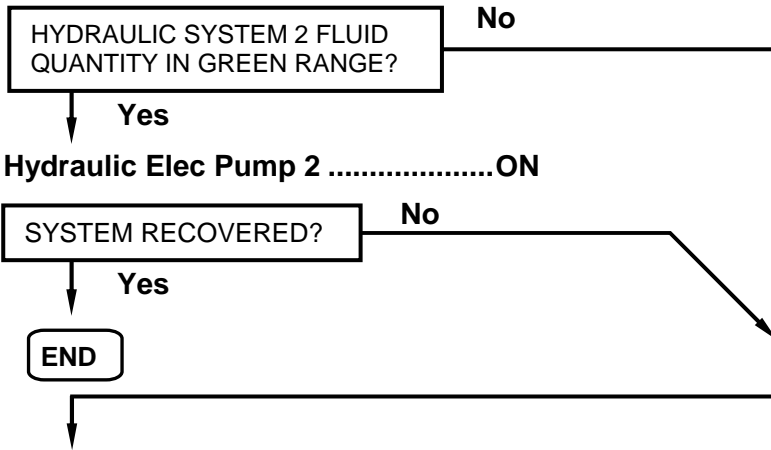 No
HYDRAULIC SYSTEM 2 FLUID
QUANTITY IN GREEN RANGE?
Yes
Hydraulic Elec Pump 2 ....................ON
No
SYSTEM RECOVERED?
Yes
END